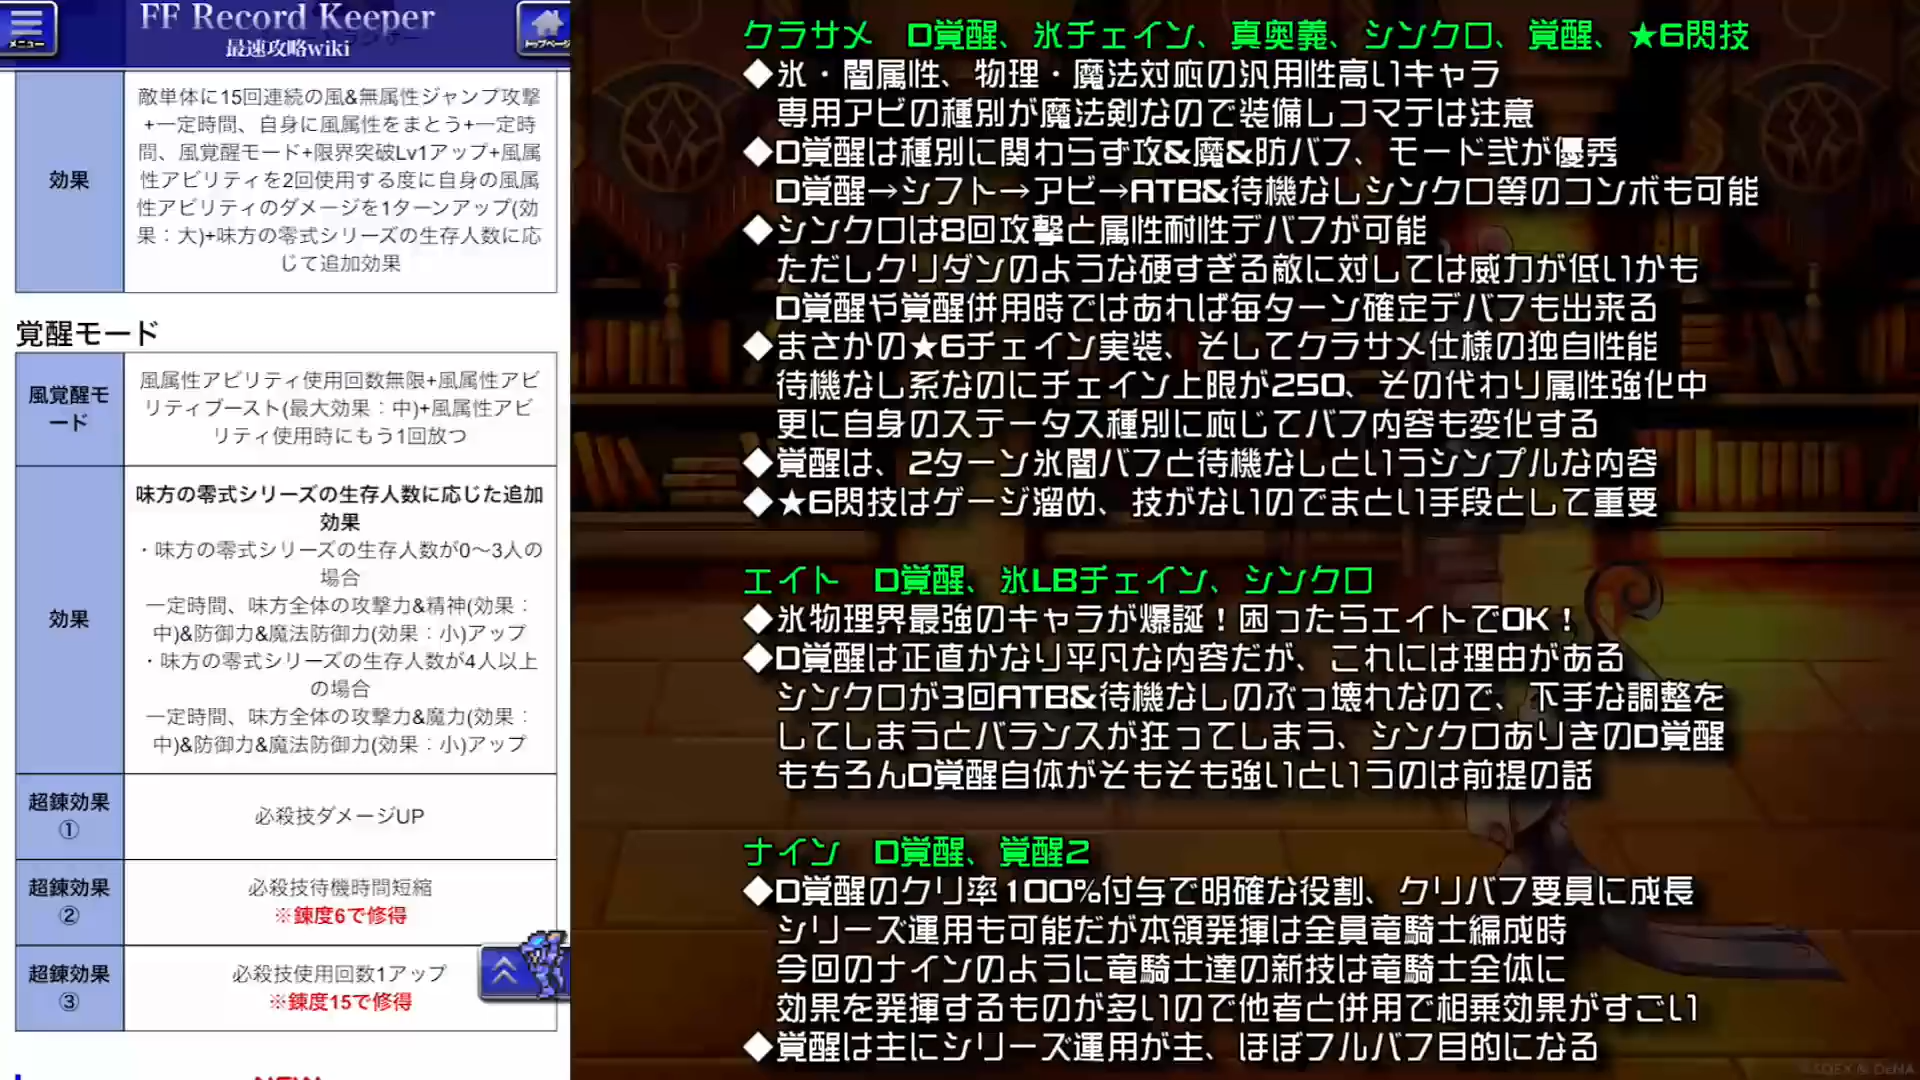 FF Record Keeper
最速攻略wiki
メニュー
トップページ
効果
敵単体に15回連続の風&無属性ジャンプ攻撃
+一定時間、自身に風属性をまとう+一定時
間、風覚醒モード+限界突破Lv1アップ+風属
性アビリティを2回使用する度に自身の風属
性アビリティのダメージを1ターンアップ(効
果：大)+味方の零式シリーズの生存人数に応
じて追加効果
覚醒モード
風覚醒モ
ード
風属性アビリティ使用回数無限+風属性アビ
リティブースト(最大効果：中)+風属性アビ
リティ使用時にもう1回放つ
効果
味方の零式シリーズの生存人数に応じた追加
効果
・味方の零式シリーズの生存人数が0〜3人の
場合
一定時間、味方全体の攻撃力&精神(効果：
中)&防御力&魔法防御力(効果：小)アップ
・味方の零式シリーズの生存人数が4人以上
の場合
一定時間、味方全体の攻撃力&魔力(効果：
中)&防御力&魔法防御力(効果：小)アップ
超錬効果
①
必殺技ダメージUP
超錬効果
②
必殺技待機時間短縮
※錬度6で修得
超錬効果
③
必殺技使用回数1アップ
※錬度15で修得
NEW
クラサメ　D覚醒、氷チェイン、真奥義、シンクロ、覚醒、★6閃技
◆氷・闇属性、物理・魔法対応の汎用性高いキャラ
専用アビの種別が魔法剣なので装備しコマテは注意
◆D覚醒は種別に関わらず攻&魔&防バフ、モード弐が優秀
D覚醒→シフト→アビ→ATB&待機なしシンクロ等のコンボも可能
◆シンクロは8回攻撃と属性耐性デバフが可能
ただしクリダンのような硬すぎる敵に対しては威力が低いかも
D覚醒や覚醒併用時ではあれば毎ターン確定デバフも出来る
◆まさかの★6チェイン実装、そしてクラサメ仕様の独自性能
待機なし系なのにチェイン上限が250、その代わり属性強化中
更に自身のステータス種別に応じてバフ内容も変化する
◆覚醒は、2ターン氷闇バフと待機なしというシンプルな内容
◆★6閃技はゲージ溜め、技がないのでまとい手段として重要
エイト　D覚醒、氷LBチェイン、シンクロ
◆氷物理界最強のキャラが爆誕！困ったらエイトでOK！
◆D覚醒は正直かなり平凡な内容だが、これには理由がある
シンクロが3回ATB&待機なしのぶっ壊れなので、下手な調整を
してしまうとバランスが狂ってしまう、シンクロありきのD覚醒
もちろんD覚醒自体がそもそも強いというのは前提の話
ナイン　D覚醒、覚醒2
◆D覚醒のクリ率100%付与で明確な役割、クリバフ要員に成長
シリーズ運用も可能だが本領発揮は全員竜騎士編成時
今回のナインのように竜騎士達の新技は竜騎士全体に
効果を発揮するものが多いので他者と併用で相乗効果がすごい
◆覚醒は主にシリーズ運用が主、ほぼフルバフ目的になる